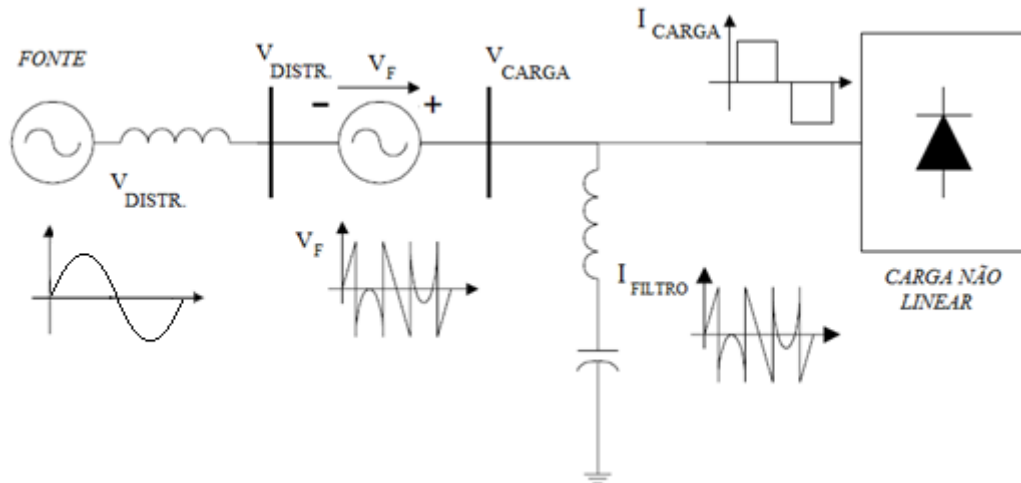 FONTE
V DISTR.
V F
- +
V CARGA
I CARGA
V DISTR.
V F
I FILTRO
CARGA NÃO
LINEAR